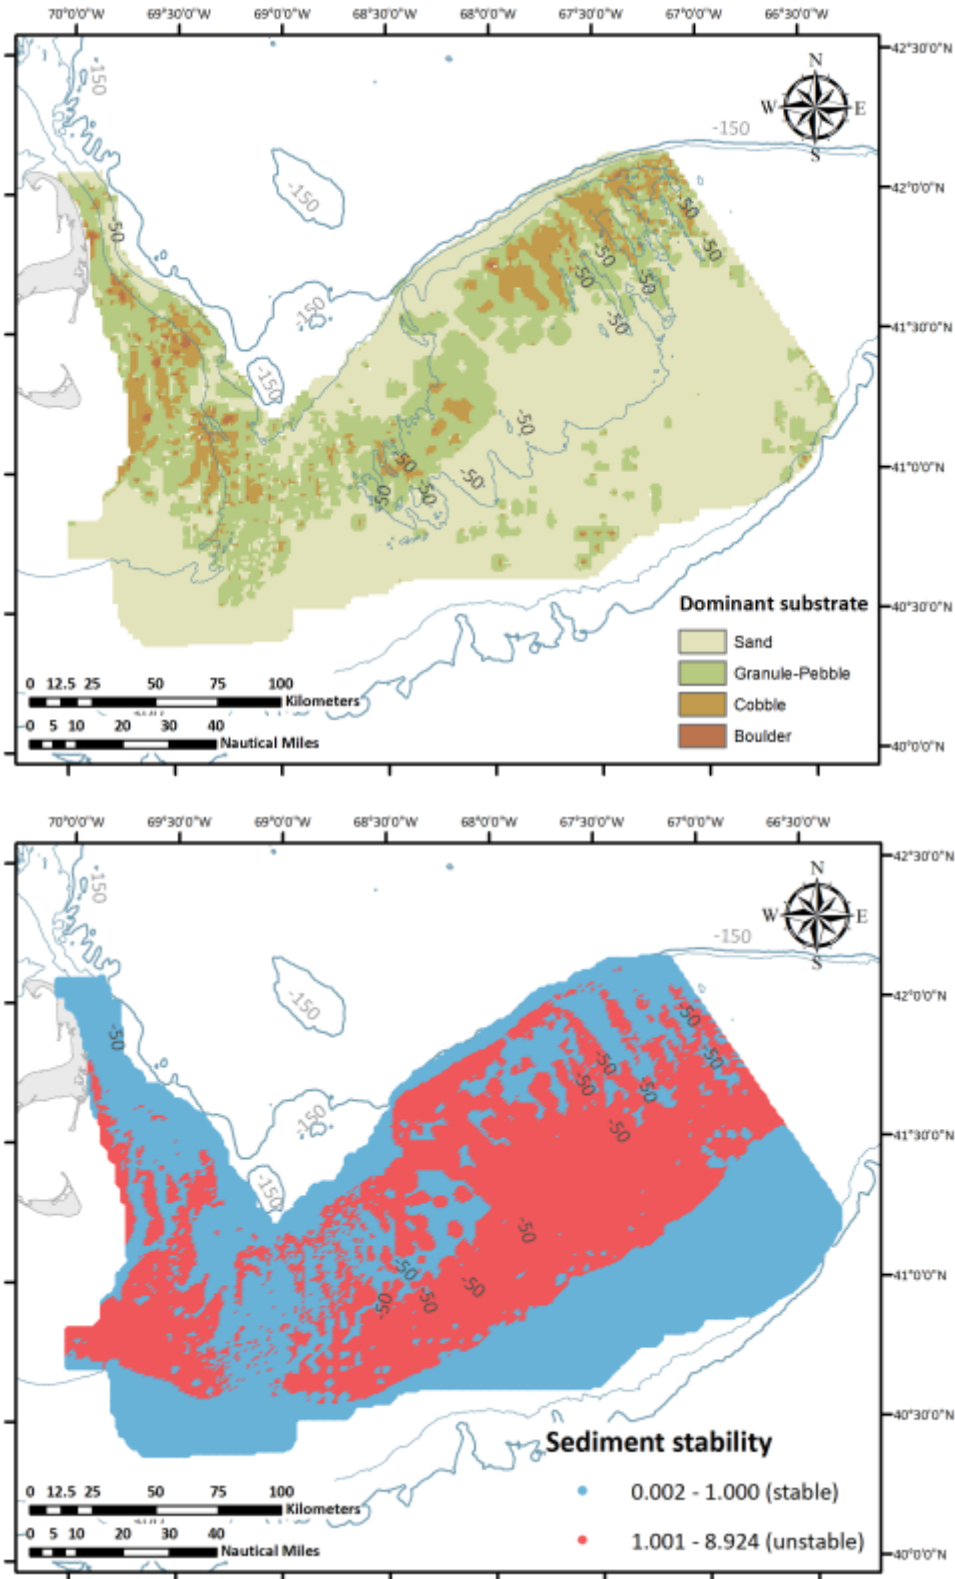 70°0'0"W 69°30'0"W 69°0'0"W 68°30'0"W 68°0'0"W 67°30'0"W 67°0'0"W 66°30'0"W
42°30'0"N
N
W E
S
-150
-150
-150
42°0'0"N
-50
-50
-50
-50
-50
-50
-150
-50
41°30'0"N
-150
-50
-50
-50
-50
-50
41°0'0"N
40°30'0"N
Dominant substrate
Sand
Granule-Pebble
Cobble
Boulder
0 12.5 25 50 75 100
Kilometers
0 5 10 20 30 40
Nautical Miles
40°0'0"N
70°0'0"W 69°30'0"W 69°0'0"W 68°30'0"W 68°0'0"W 67°30'0"W 67°0'0"W 66°30'0"W
42°30'0"N
N
W E
S
-150
-150
-150
42°0'0"N
-50
-50
-50
-50
-50
-50
-150
-50
41°30'0"N
-150
-50
-50
-50
-50
-50
41°0'0"N
40°30'0"N
Sediment stability
0.002 - 1.000 (stable)
1.001 - 8.924 (unstable)
0 12.5 25 50 75 100
Kilometers
0 5 10 20 30 40
Nautical Miles
40°0'0"N